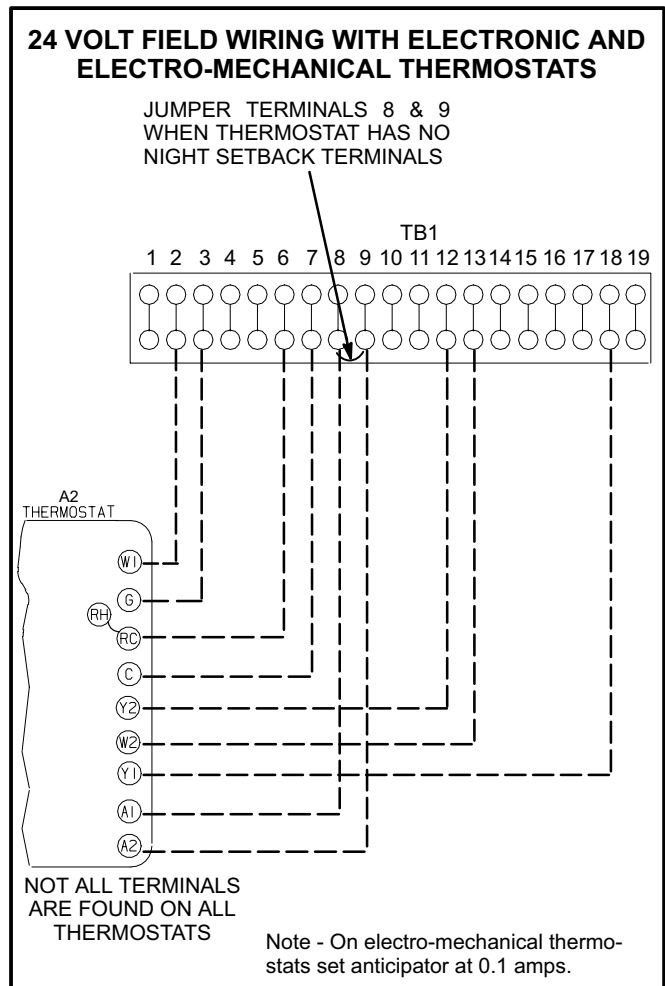 24 VOLT FIELD WIRING WITH ELECTRONIC AND
ELECTRO-MECHANICAL THERMOSTATS
JUMPER TERMINALS 8 & 9
WHEN THERMOSTAT HAS NO
NIGHT SETBACK TERMINALS
TB1
1 2 3 4 5 6 7 8 9 10 11 12 13 14 15 16 17 18 19
A2
THERMOSTAT
W1
G
RH
RC
C
Y2
W2
Y1
A1
A2
NOT ALL TERMINALS
ARE FOUND ON ALL
THERMOSTATS
Note - On electro-mechanical thermo-
stats set anticipator at 0.1 amps.